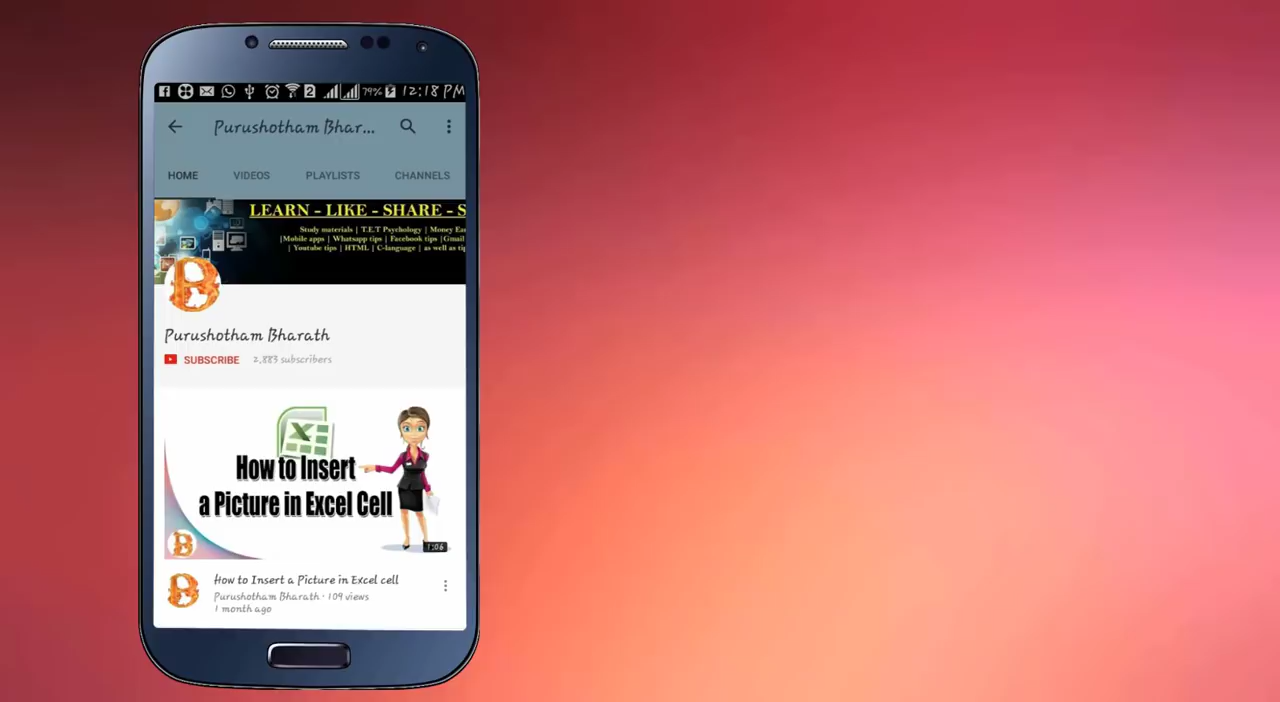 2 79% 12:18 PM
Purushotham Bhar...
HOME VIDEOS PLAYLISTS CHANNELS
LEARN - LIKE - SHARE - S
Study materials | T.E.T Psychology | Money Ea
|Mobile apps | Whatsapp tips | Facebook tips |Gmail
| Youtube tips | HTML | C-language | as well as tip
B
Purushotham Bharath
SUBSCRIBE 2,883 subscribers
How to Insert
a Picture in Excel Cell
B
1:06
B
How to Insert a Picture in Excel cell
Purushotham Bharath · 109 views
1 month ago